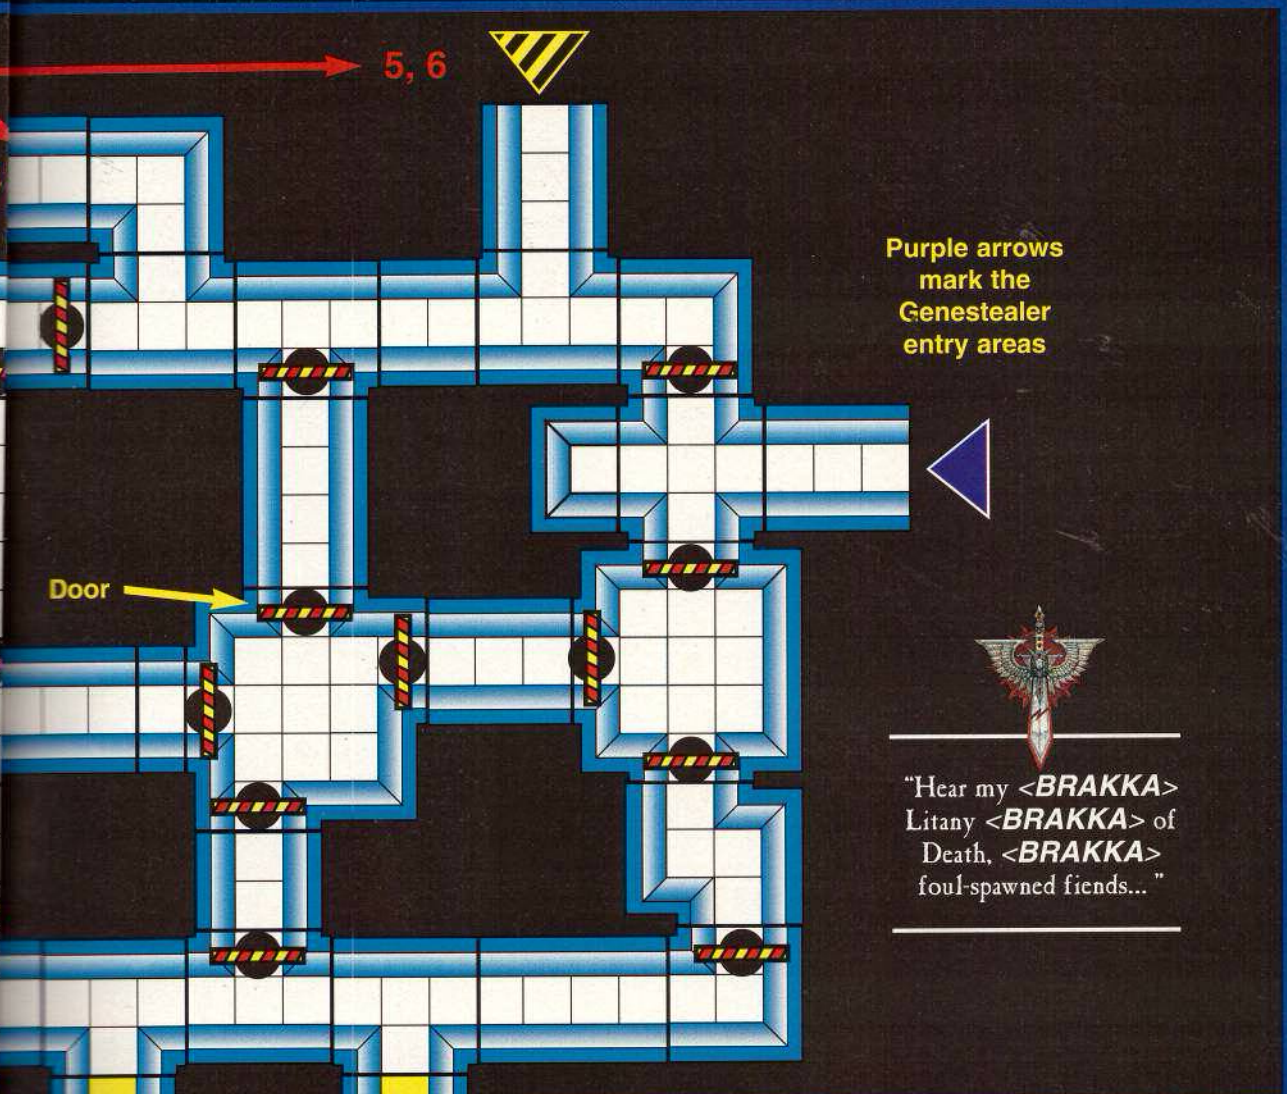 5, 6
Purple arrows
mark the
Genestealer
entry areas
Door
“Hear my <BRAKKA>
Litany <BRAKKA> of
Death, <BRAKKA>
foul-spawned fiends... ”